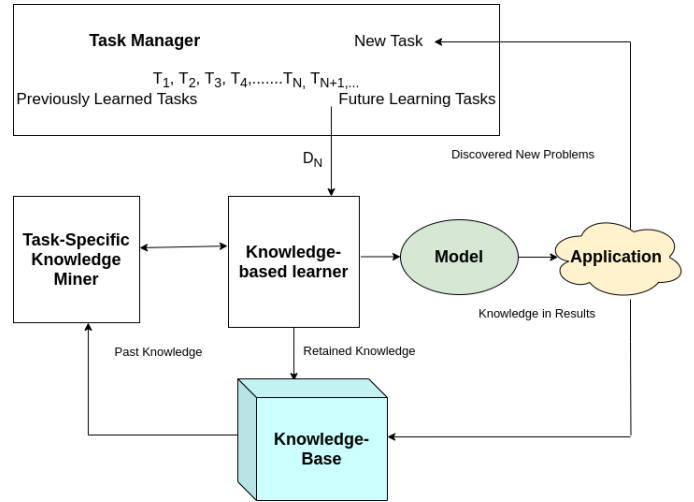 Task Manager
New Task
T1, T2, T3, T4,.......TN, TN+1,...
Previously Learned Tasks
Future Learning Tasks
DN
Discovered New Problems
Task-Specific
Knowledge
Miner
Knowledge-
based learner
Model
Application
Knowledge in Results
Past Knowledge
Retained Knowledge
Knowledge-
Base